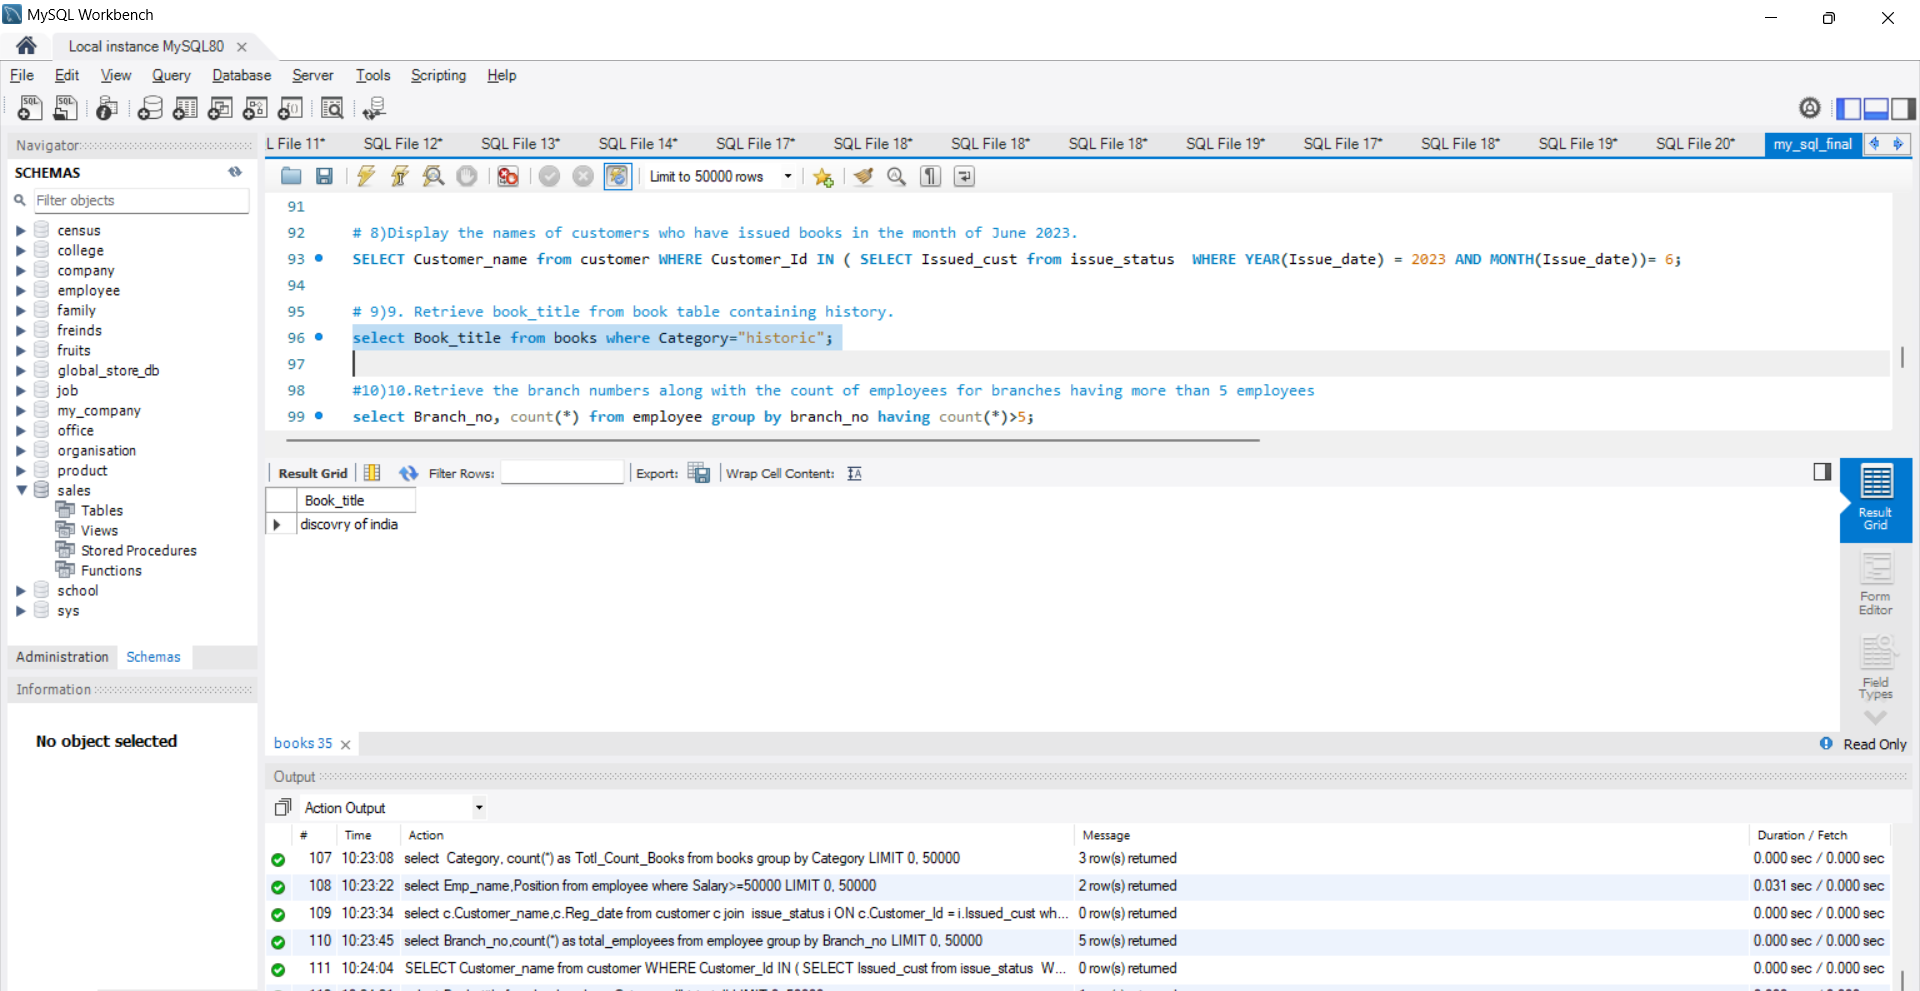 MySQL Workbench
Local instance MySQL80
File Edit View Query Database Server Tools Scripting Help
Navigator
SCHEMAS
Filter objects
census
college
company
employee
family
freinds
fruits
global_store_db
job
my_company
office
organisation
product
sales
Tables
Views
Stored Procedures
Functions
school
sys
Administration Schemas
Information
No object selected
L File 11* SQL File 12* SQL File 13* SQL File 14* SQL File 17* SQL File 18* SQL File 18* SQL File 18* SQL File 19* SQL File 17* SQL File 18* SQL File 19* SQL File 20* my_sql_final
Limit to 50000 rows
91
92 # 8)Display the names of customers who have issued books in the month of June 2023.
93 SELECT Customer_name from customer WHERE Customer_Id IN ( SELECT Issued_cust from issue_status  WHERE YEAR(Issue_date) = 2023 AND MONTH(Issue_date))= 6;
94
95 # 9)9. Retrieve book_title from book table containing history.
96 select Book_title from books where Category="historic";
97
98 #10)10.Retrieve the branch numbers along with the count of employees for branches having more than 5 employees
99 select Branch_no, count(*) from employee group by branch_no having count(*)>5;
Result Grid Filter Rows: Export: Wrap Cell Content:
Book_title
discovry of india
Result Grid
Form Editor
Field Types
books 35
Read Only
Output
Action Output
# Time Action Message Duration / Fetch
107 10:23:08 select  Category, count(*) as Totl_Count_Books from books group by Category LIMIT 0, 50000 3 row(s) returned 0.000 sec / 0.000 sec
108 10:23:22 select Emp_name,Position from employee where Salary>=50000 LIMIT 0, 50000 2 row(s) returned 0.031 sec / 0.000 sec
109 10:23:34 select c.Customer_name,c.Reg_date from customer c join  issue_status i ON c.Customer_Id = i.Issued_cust wh... 0 row(s) returned 0.000 sec / 0.000 sec
110 10:23:45 select Branch_no,count(*) as total_employees from employee group by Branch_no LIMIT 0, 50000 5 row(s) returned 0.000 sec / 0.000 sec
111 10:24:04 SELECT Customer_name from customer WHERE Customer_Id IN ( SELECT Issued_cust from issue_status  W... 0 row(s) returned 0.000 sec / 0.000 sec